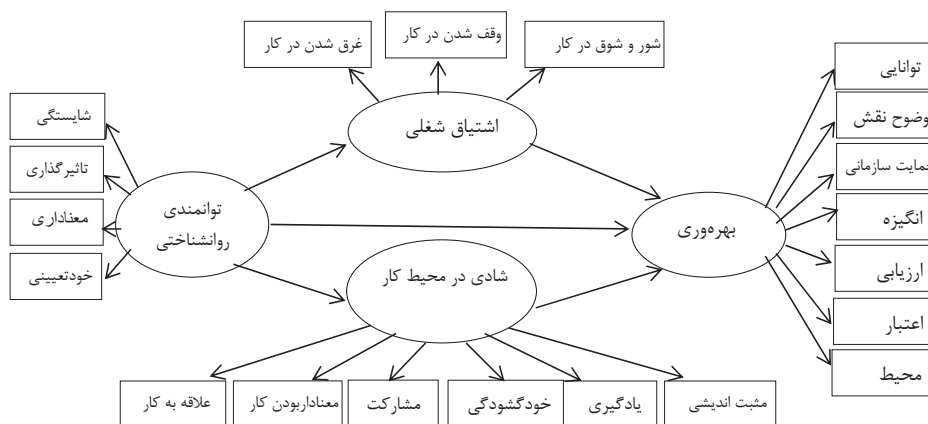 شور و شوق در کار
وقف شدن در کار
غرق شدن در کار
توانایی
وضوح نقش
حمایت سازمانی
انگیزه
ارزیابی
اعتبار
محیط
اشتیاق شغلی
شایستگی
تاثیرگذاری
معناداری
خودتعیینی
توانمندی
روانشناختی
بهره‌وری
شادی در محیط کار
مثبت اندیشی
یادگیری
خودگشودگی
مشارکت
معناداربودن کار
علاقه به کار